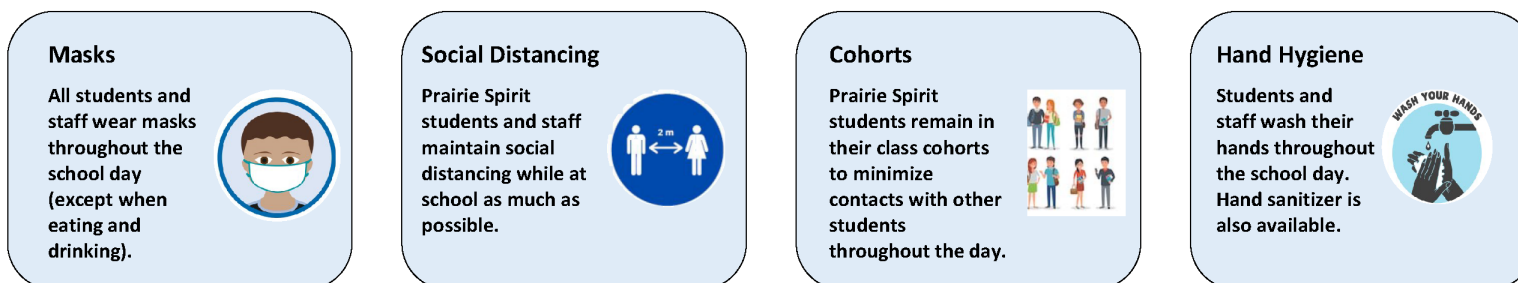 Masks
All students and
staff wear masks
throughout the
school day
(except when
eating and
drinking).
Social Distancing
Prairie Spirit
students and staff
maintain social
distancing while at
school as much as
possible.
2 m
Cohorts
Prairie Spirit
students remain in
their class cohorts
to minimize
contacts with other
students
throughout the day.
Hand Hygiene
Students and
staff wash their
hands throughout
the school day.
Hand sanitizer is
also available.
WASH YOUR HANDS